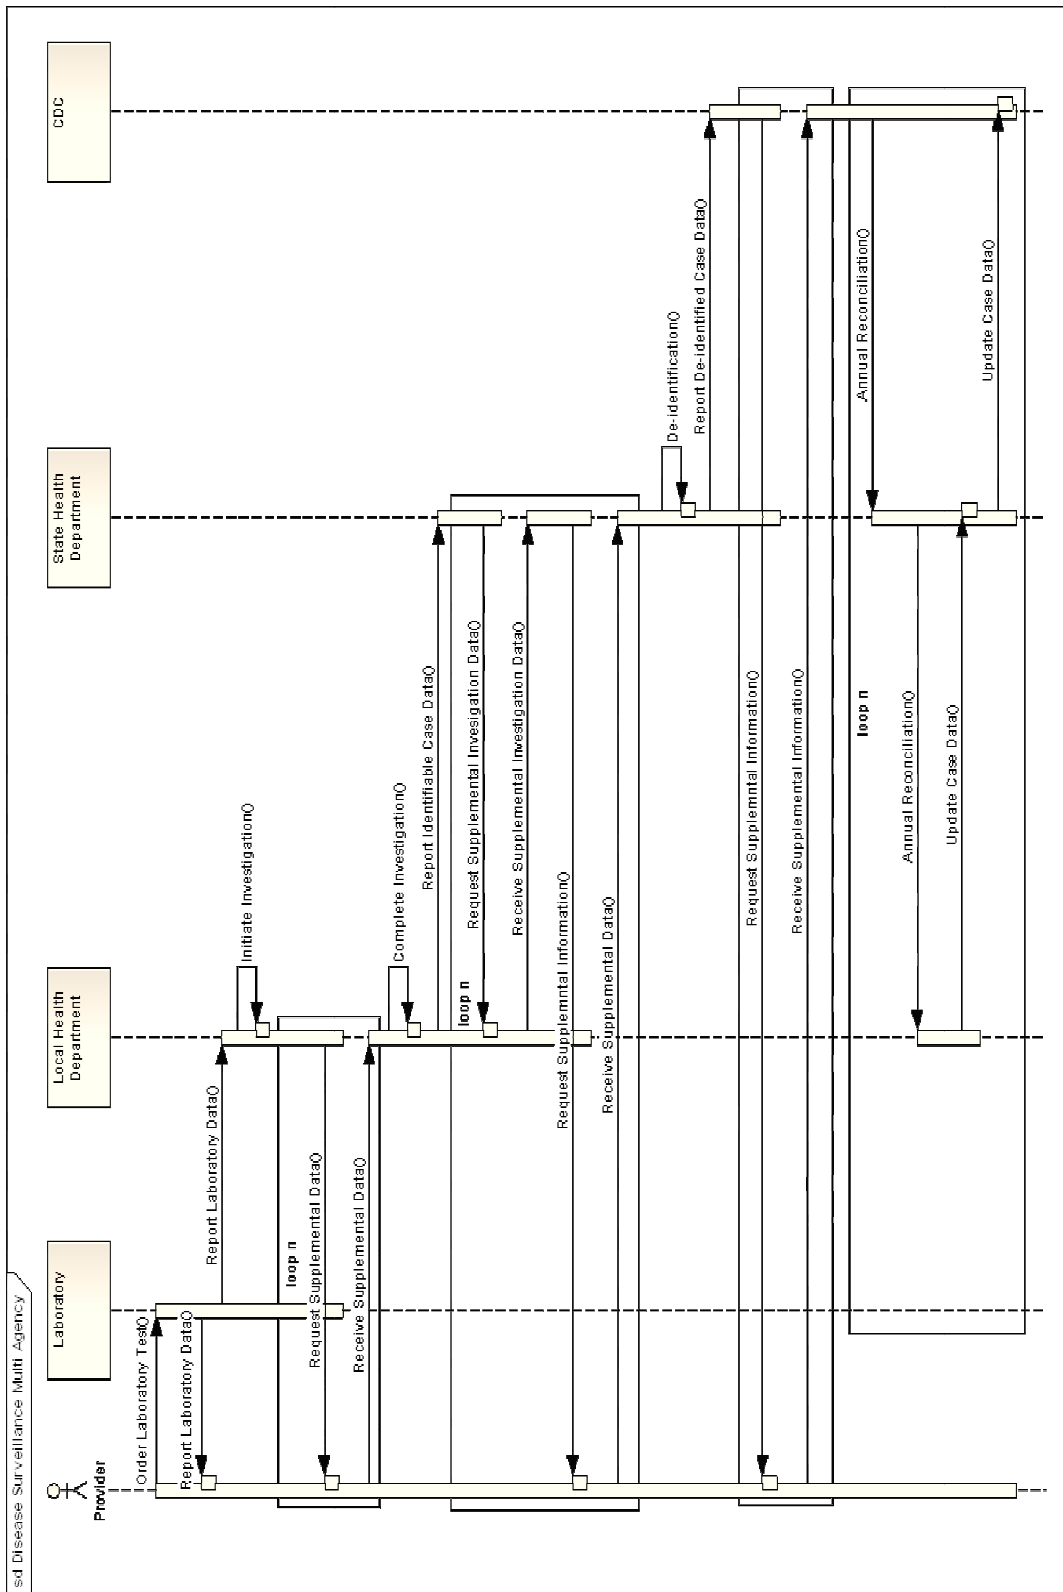 sd Disease Surveillance Multi Agency
Provider
Laboratory
Local Health
Department
State Health
Department
CDC
Order Laboratory Test()
Report Laboratory Data()
Report Laboratory Data()
Initiate Investigation()
loop n
Request Supplemental Data()
Receive Supplemental Data()
Complete Investigation()
Report Identifiable Case Data()
loop n
Request Supplemental Invesigation Data()
Receive Supplemental Investigation Data()
Request Supplemntal Information()
Receive Supplemental Data()
De-identification()
Report De-identified Case Data()
Request Supplemntal Information()
Receive Supplemental Information()
loop n
Annual Reconciliation()
Annual Reconciliation()
Update Case Data()
Update Case Data()